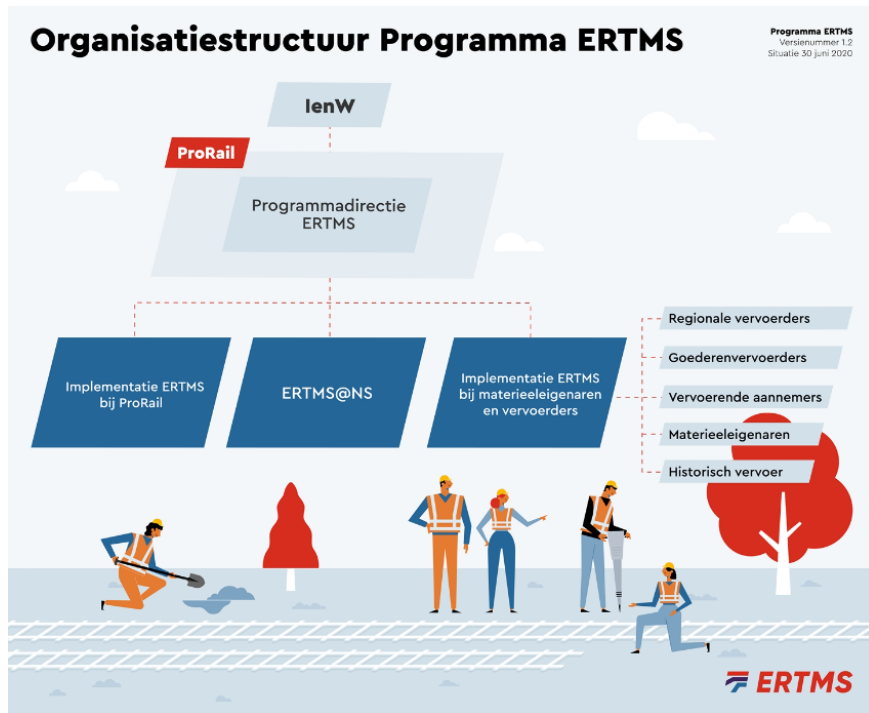 Organisatiestructuur Programma ERTMS
Programma ERTMS
Versienummer 1.2
Situatie 30 juni 2020
IenW
ProRail
Programmadirectie
ERTMS
Implementatie ERTMS
bij ProRail
ERTMS@NS
Implementatie ERTMS
bij materieeleigenaren
en vervoerders
Regionale vervoerders
Goederenvervoerders
Vervoerende aannemers
Materieeleigenaren
Historisch vervoer
ERTMS